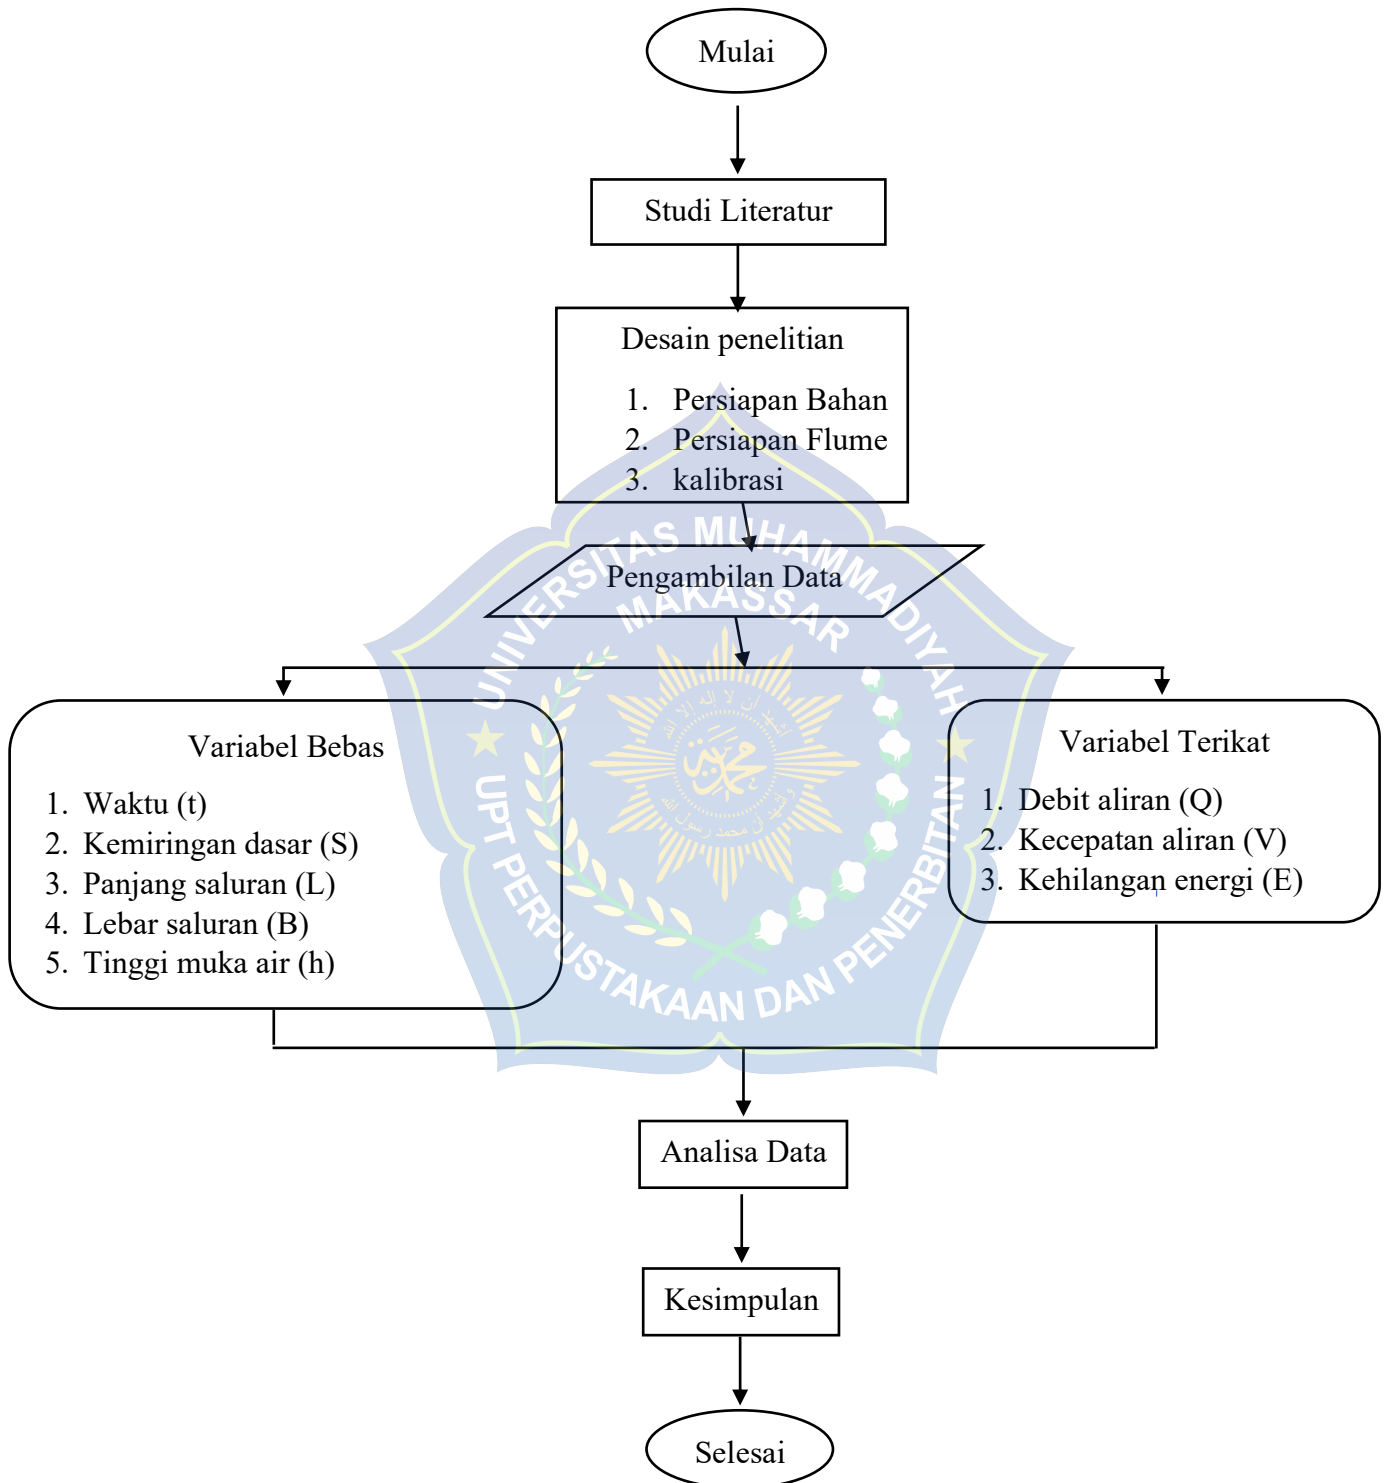 Mulai
Studi Literatur
Desain penelitian
1. Persiapan Bahan
2. Persiapan Flume
3. kalibrasi
Pengambilan Data
UNIVERSITAS MUHAMMADIYAH
MAKASSAR
UPT PERPUSTAKAAN DAN PENERBITAN
Variabel Bebas
1. Waktu (t)
2. Kemiringan dasar (S)
3. Panjang saluran (L)
4. Lebar saluran (B)
5. Tinggi muka air (h)
Variabel Terikat
1. Debit aliran (Q)
2. Kecepatan aliran (V)
3. Kehilangan energi (E)
Analisa Data
Kesimpulan
Selesai